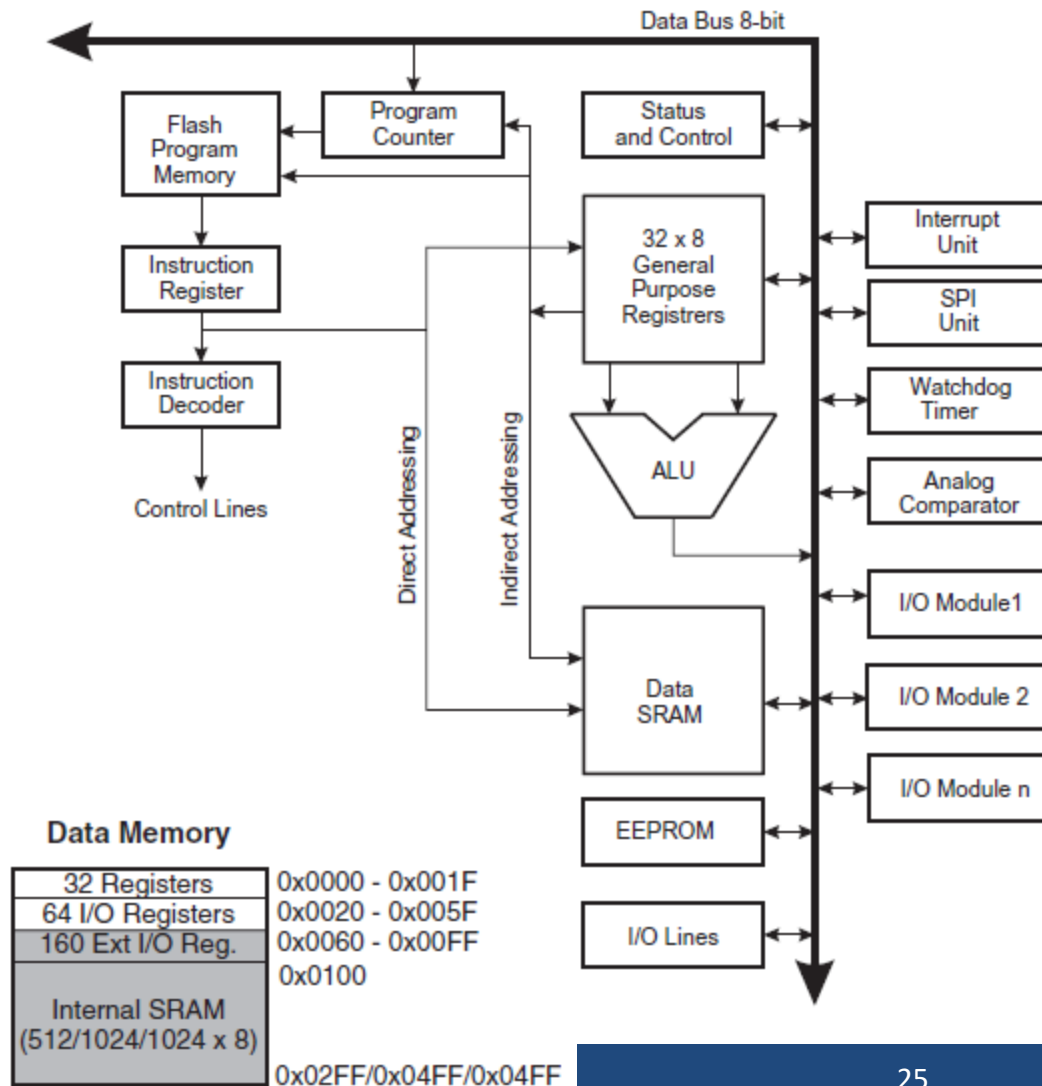 Data Bus 8-bit
Flash
Program
Memory
Program
Counter
Status
and Control
Instruction
Register
32 x 8
General
Purpose
Registrers
Interrupt
Unit
SPI
Unit
Instruction
Decoder
Watchdog
Timer
Control Lines
Direct Addressing
Indirect Addressing
ALU
Analog
Comparator
I/O Module1
Data
SRAM
I/O Module 2
I/O Module n
EEPROM
I/O Lines
Data Memory
32 Registers 0x0000 - 0x001F
64 I/O Registers 0x0020 - 0x005F
160 Ext I/O Reg. 0x0060 - 0x00FF
0x0100
Internal SRAM
(512/1024/1024 x 8)
0x02FF/0x04FF/0x04FF
25